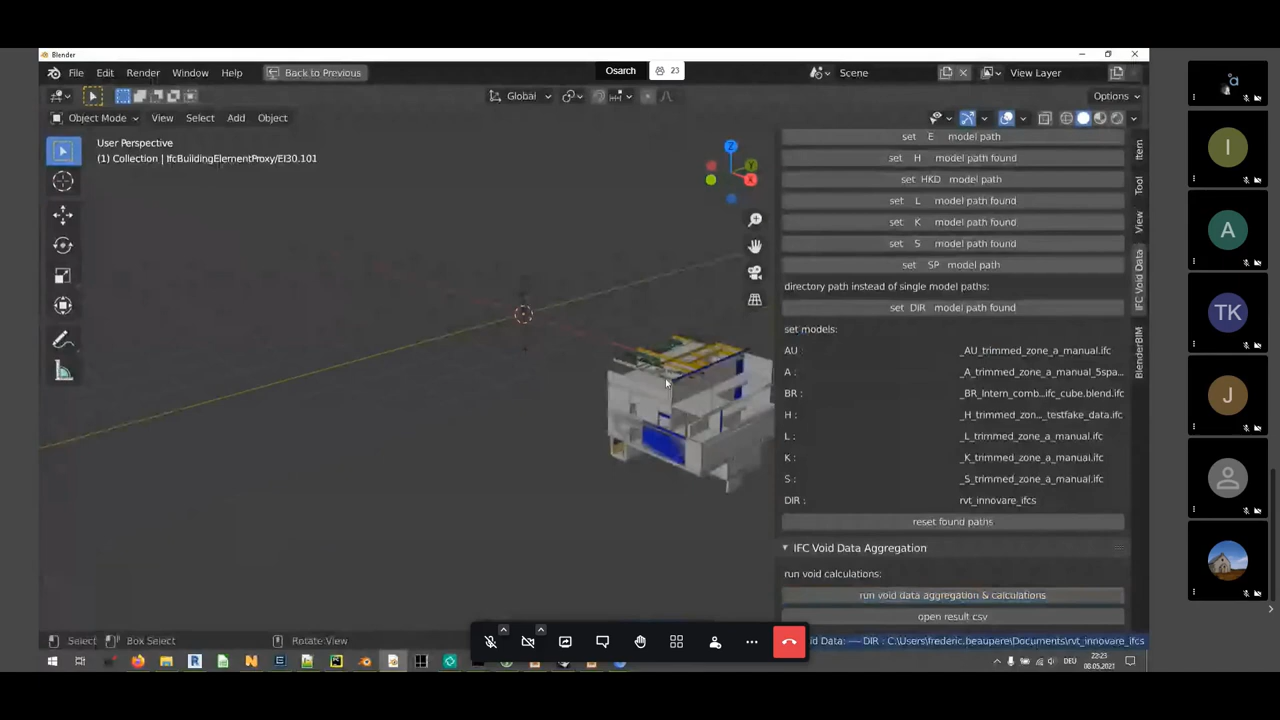 Blender
File Edit Render Window Help Back to Previous Osarch 23 Scene View Layer
Global Options
Object Mode View Select Add Object
User Perspective
(1) Collection | IfcBuildingElementProxy/EI30.101
Z
Y
X
Item
Tool
View
IFC Void Data
BlenderBIM
set E model path
set H model path found
set HKD model path
set L model path found
set K model path found
set S model path found
set SP model path
directory path instead of single model paths:
set DIR model path found
set models:
AU : _AU_trimmed_zone_a_manual.ifc
A : _A_trimmed_zone_a_manual_5spa...
BR : _BR_Intern_comb...ifc_cube.blend.ifc
H : _H_trimmed_zon..._testfake_data.ifc
L : _L_trimmed_zone_a_manual.ifc
K : _K_trimmed_zone_a_manual.ifc
S : _S_trimmed_zone_a_manual.ifc
DIR : rvt_innovare_ifcs
reset found paths
IFC Void Data Aggregation
run void calculations:
run void data aggregation & calculations
open result csv
Select Box Select Rotate View
id Data: — DIR : C:\Users\frederic.beaupere\Documents\rvt_innovare_ifcs
DEU
22:23
08.05.2021
a
I
A
TK
J